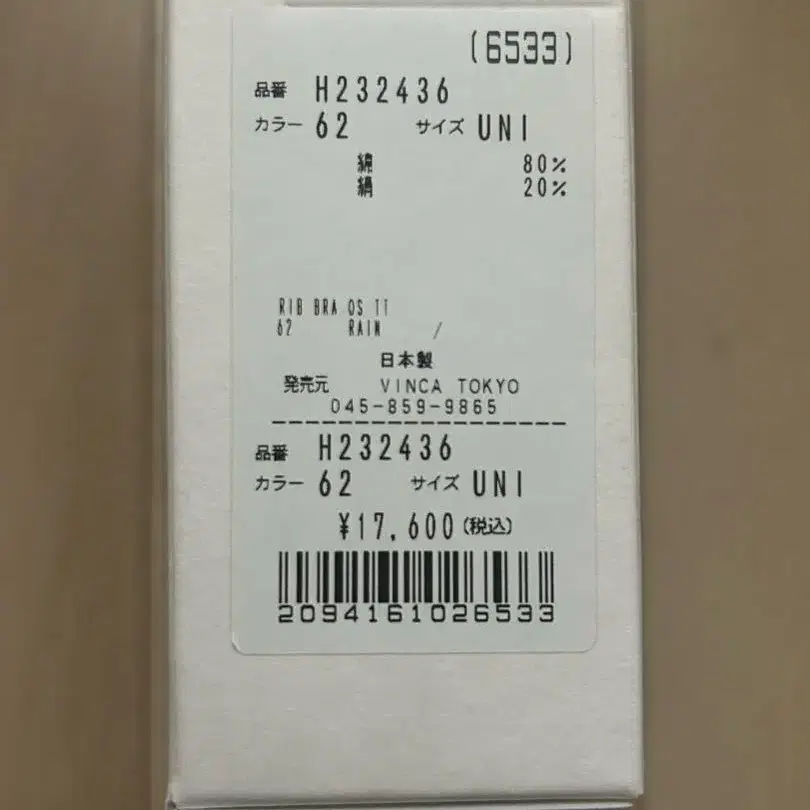 (6533)
品番 H232436
カラー 62 サイズ UNI
綿 80%
絹 20%
RIB BRA OS TT
62 RAIN /
日本製
発売元 VINCA TOKYO
045-859-9865
品番 H232436
カラー 62 サイズ UNI
¥17,600(税込)
2094161026533